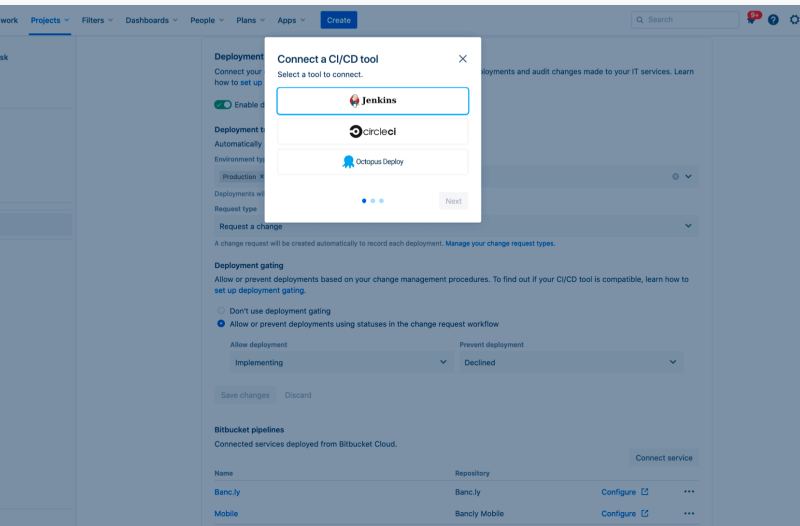 work Projects Filters Dashboards People Plans Apps Create Search 9+
sk
Connect a CI/CD tool
Select a tool to connect.
Jenkins
circleci
Octopus Deploy
Next
Deployment
Connect your
loyments and audit changes made to your IT services. Learn
how to set up
Enable d
Deployment t
Automatically
Environment typ
Production ×
Deployments wil
Request type
Request a change
A change request will be created automatically to record each deployment. Manage your change request types.
Deployment gating
Allow or prevent deployments based on your change management procedures. To find out if your CI/CD tool is compatible, learn how to
set up deployment gating.
Don't use deployment gating
Allow or prevent deployments using statuses in the change request workflow
Allow deployment Prevent deployment
Implementing Declined
Save changes Discard
Bitbucket pipelines
Connected services deployed from Bitbucket Cloud.
Connect service
Name Repository
Banc.ly Banc.ly Configure
Mobile Bancly Mobile Configure